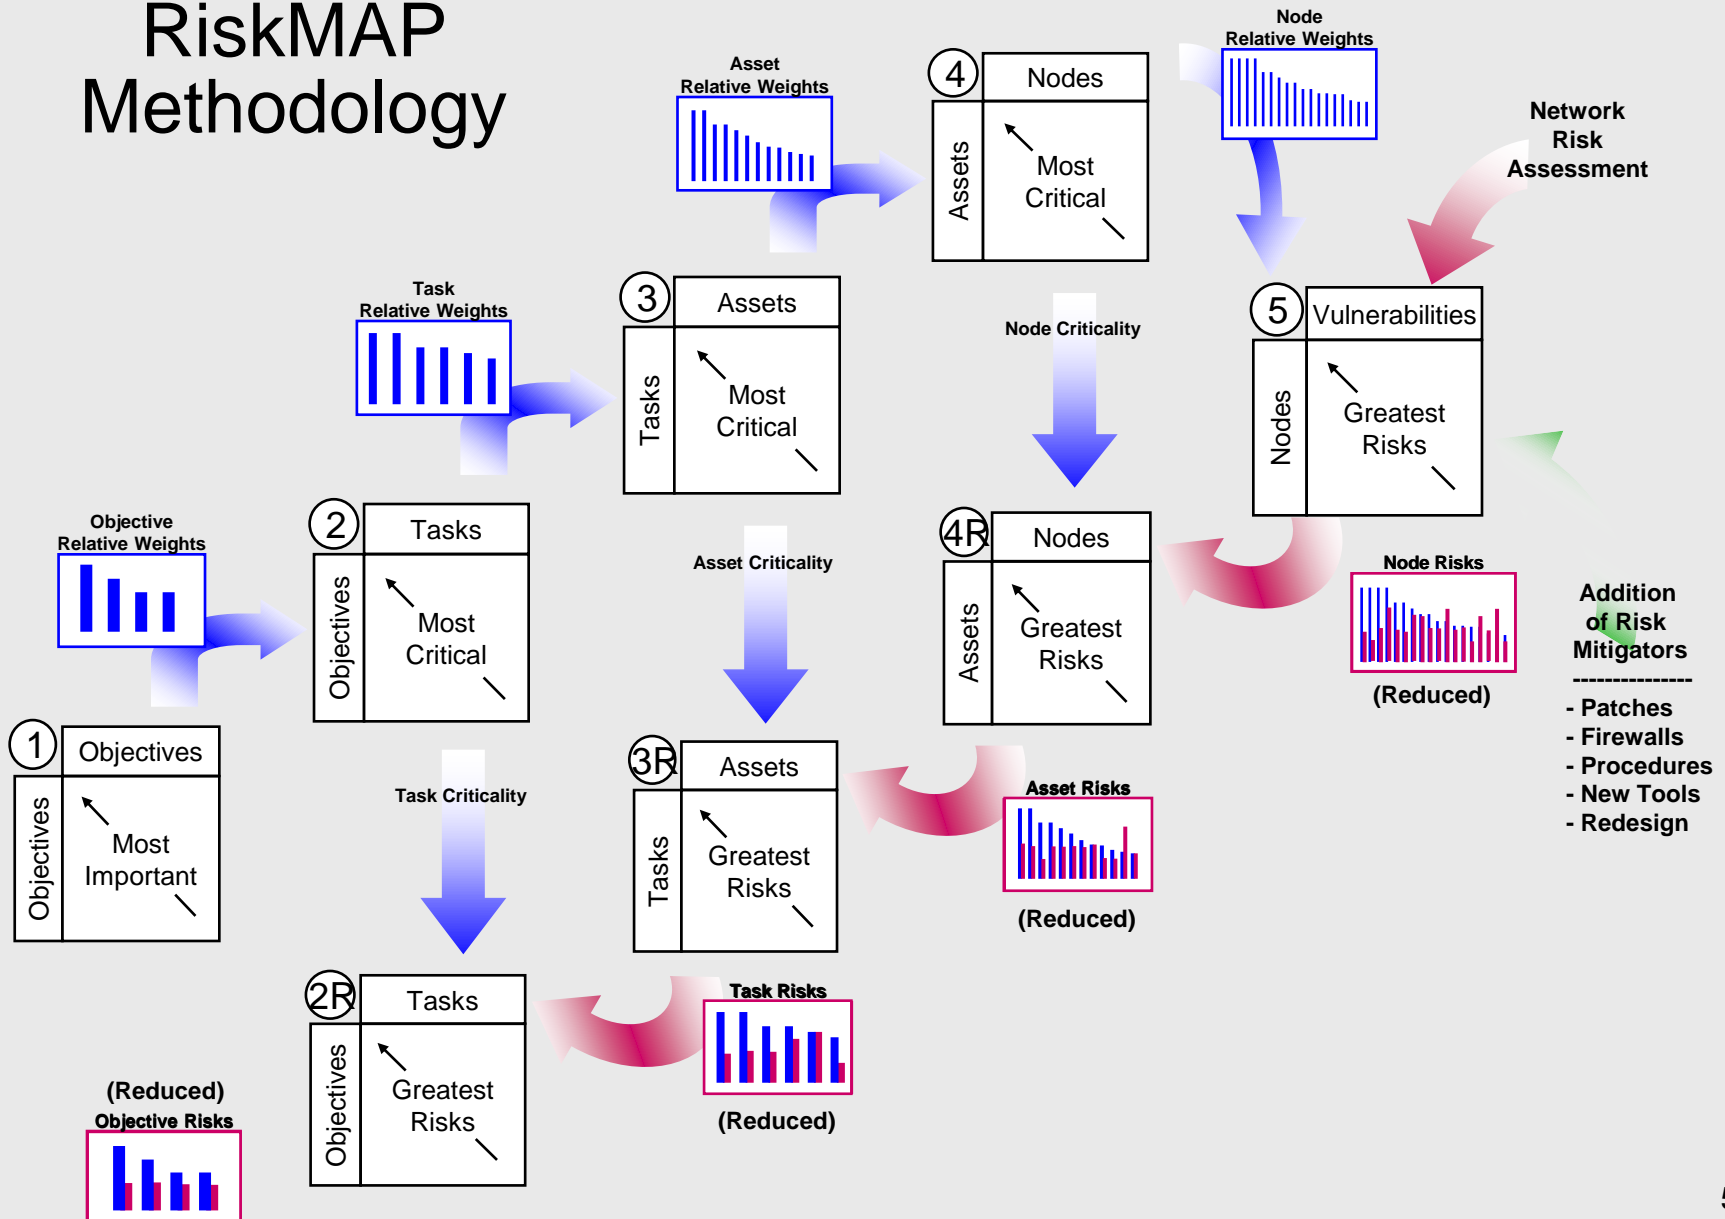 RiskMAP
Methodology
Node
Relative Weights
Asset
Relative Weights
4
Nodes
Assets
Most
Critical
Network
Risk
Assessment
Task
Relative Weights
3
Assets
Tasks
Most
Critical
Node Criticality
5
Vulnerabilities
Nodes
Greatest
Risks
Objective
Relative Weights
2
Tasks
Objectives
Most
Critical
Asset Criticality
4R
Nodes
Assets
Greatest
Risks
Node Risks
(Reduced)
Addition
of Risk
Mitigators
---------------
- Patches
- Firewalls
- Procedures
- New Tools
- Redesign
1
Objectives
Objectives
Most
Important
Task Criticality
3R
Assets
Tasks
Greatest
Risks
Asset Risks
(Reduced)
2R
Tasks
Objectives
Greatest
Risks
Task Risks
(Reduced)
(Reduced)
Objective Risks